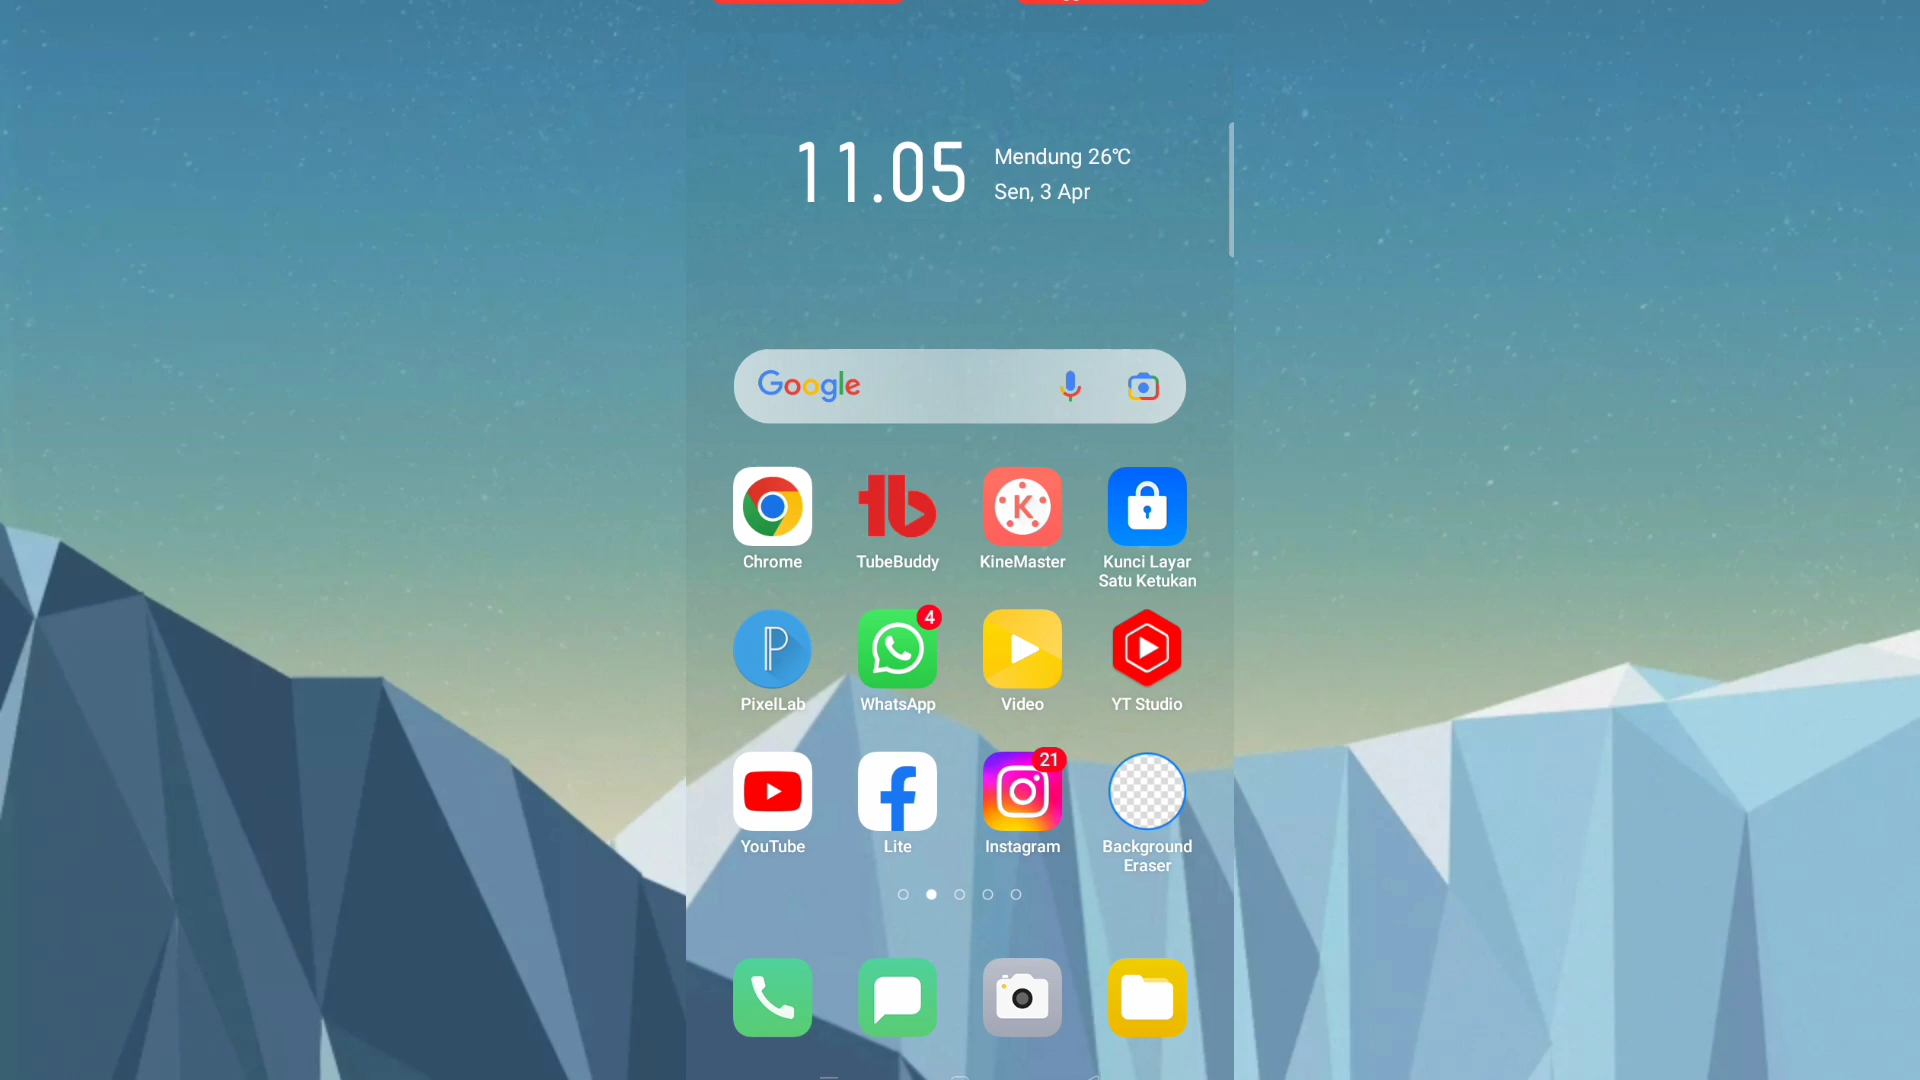 11.05
Mendung 26℃
Sen, 3 Apr
Google
Chrome
TubeBuddy
KineMaster
Kunci Layar
Satu Ketukan
PixelLab
4
WhatsApp
Video
YT Studio
YouTube
Lite
21
Instagram
Background
Eraser